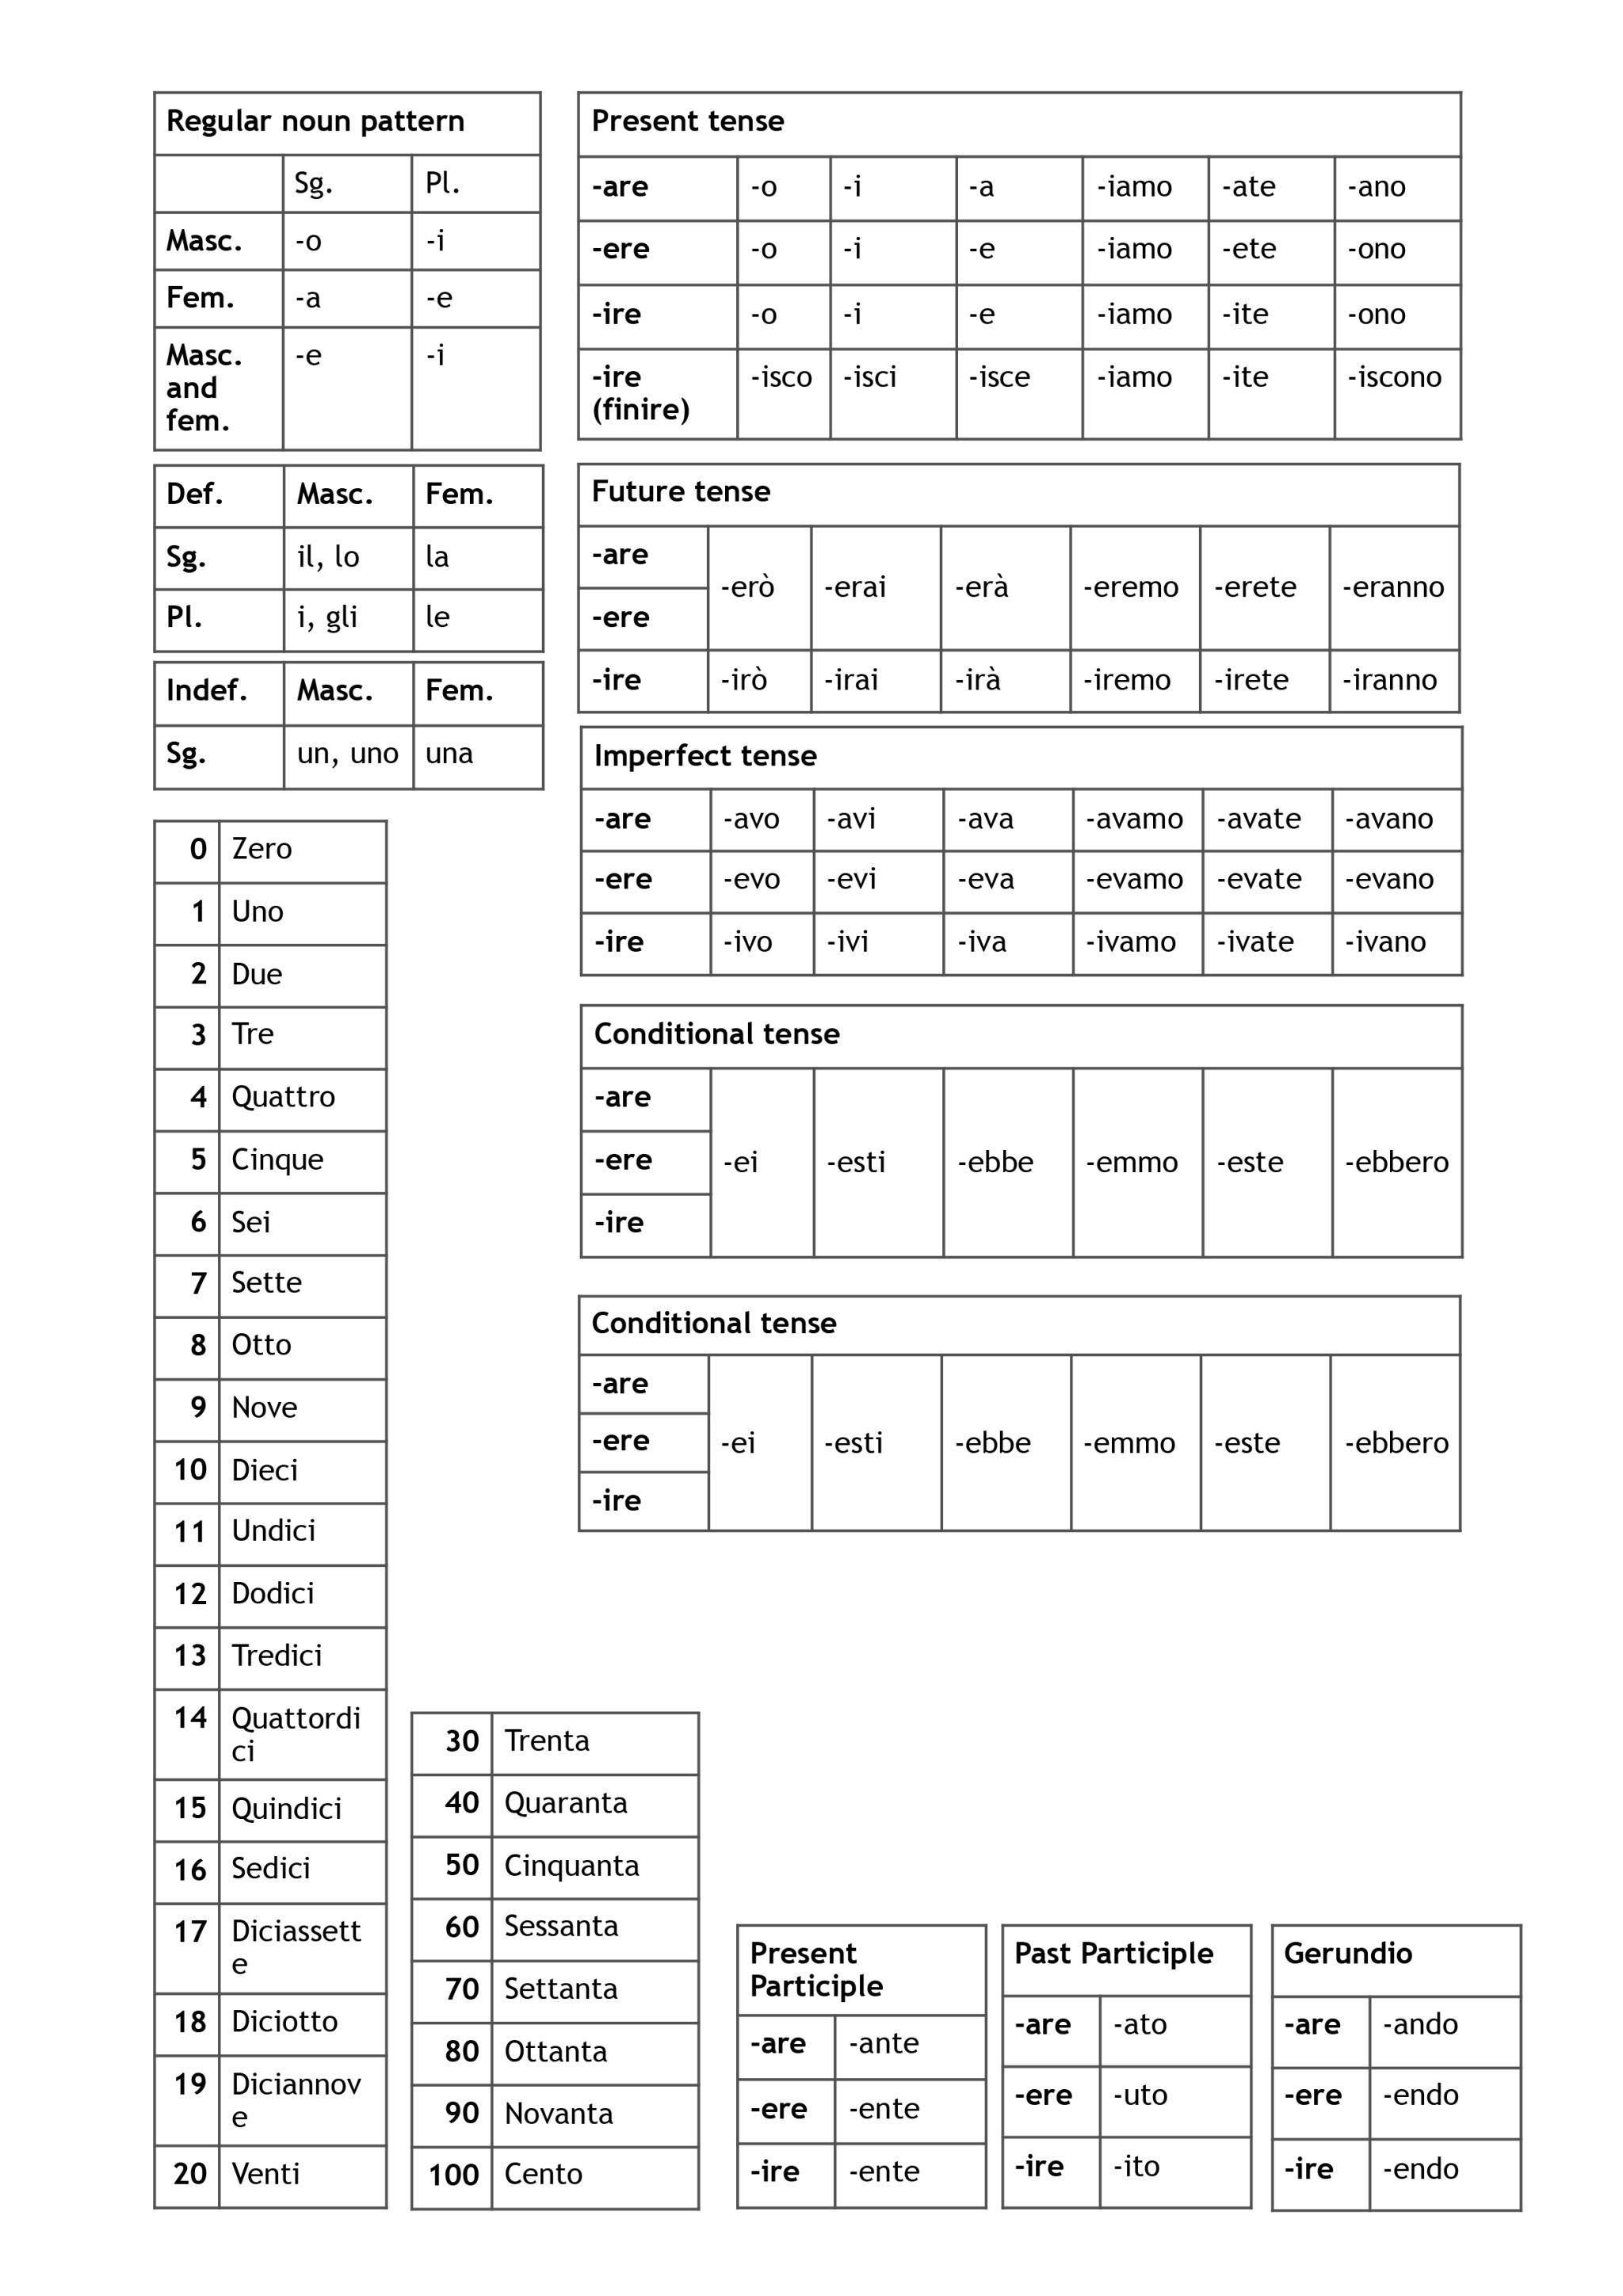 Regular noun pattern
Sg. Pl.
Masc. -o -i
Fem. -a -e
Masc. -e -i
and
fem.
Def. Masc. Fem.
Sg. il, lo la
Pl. i, gli le
Indef. Masc. Fem.
Sg. un, uno una
0 Zero
1 Uno
2 Due
3 Tre
4 Quattro
5 Cinque
6 Sei
7 Sette
8 Otto
9 Nove
10 Dieci
11 Undici
12 Dodici
13 Tredici
14 Quattordi
ci
15 Quindici
16 Sedici
17 Diciassett
e
18 Diciotto
19 Diciannov
e
20 Venti
30 Trenta
40 Quaranta
50 Cinquanta
60 Sessanta
70 Settanta
80 Ottanta
90 Novanta
100 Cento
Present tense
-are -o -i -a -iamo -ate -ano
-ere -o -i -e -iamo -ete -ono
-ire -o -i -e -iamo -ite -ono
-ire -isco -isci -isce -iamo -ite -iscono
(finire)
Future tense
-are
-erò -erai -erà -eremo -erete -eranno
-ere
-ire -irò -irai -irà -iremo -irete -iranno
Imperfect tense
-are -avo -avi -ava -avamo -avate -avano
-ere -evo -evi -eva -evamo -evate -evano
-ire -ivo -ivi -iva -ivamo -ivate -ivano
Conditional tense
-are
-ere -ei -esti -ebbe -emmo -este -ebbero
-ire
Conditional tense
-are
-ere -ei -esti -ebbe -emmo -este -ebbero
-ire
Present
Participle
-are -ante
-ere -ente
-ire -ente
Past Participle
-are -ato
-ere -uto
-ire -ito
Gerundio
-are -ando
-ere -endo
-ire -endo